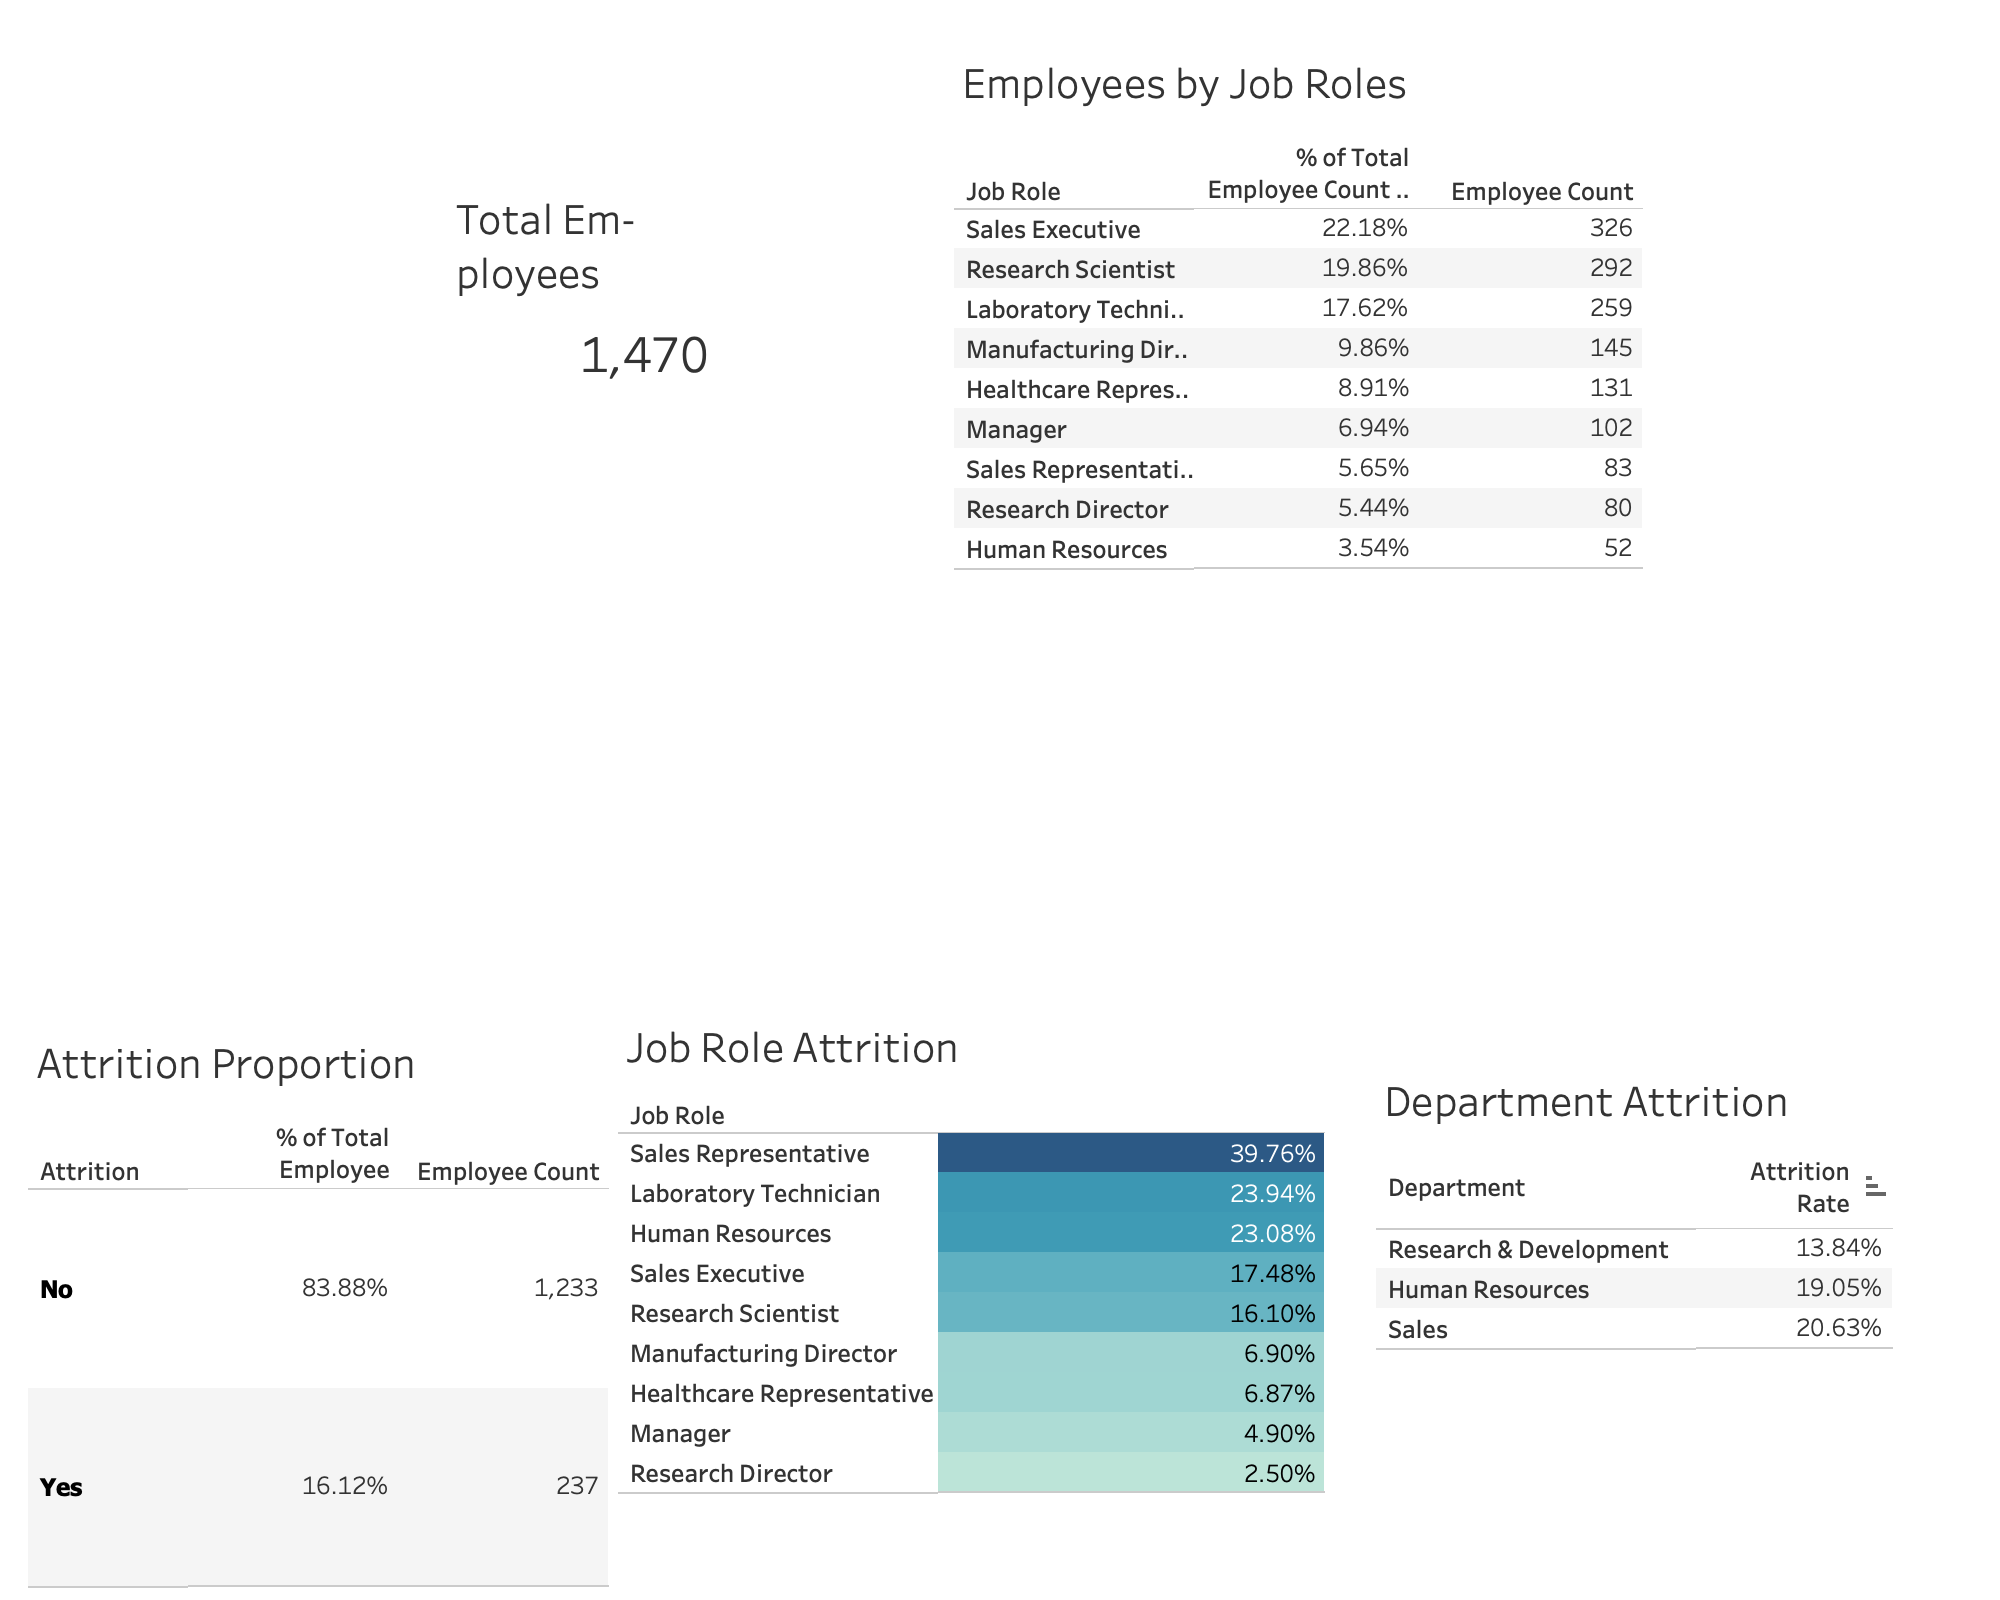 Employees by Job Roles
Total Em-
ployees
1,470
% of Total
Job Role Employee Count .. Employee Count
Sales Executive 22.18% 326
Research Scientist 19.86% 292
Laboratory Techni.. 17.62% 259
Manufacturing Dir.. 9.86% 145
Healthcare Repres.. 8.91% 131
Manager 6.94% 102
Sales Representati.. 5.65% 83
Research Director 5.44% 80
Human Resources 3.54% 52
Attrition Proportion
% of Total
Attrition Employee Employee Count
No 83.88% 1,233
Yes 16.12% 237
Job Role Attrition
Job Role
Sales Representative 39.76%
Laboratory Technician 23.94%
Human Resources 23.08%
Sales Executive 17.48%
Research Scientist 16.10%
Manufacturing Director 6.90%
Healthcare Representative 6.87%
Manager 4.90%
Research Director 2.50%
Department Attrition
Attrition
Department Rate
Research & Development 13.84%
Human Resources 19.05%
Sales 20.63%